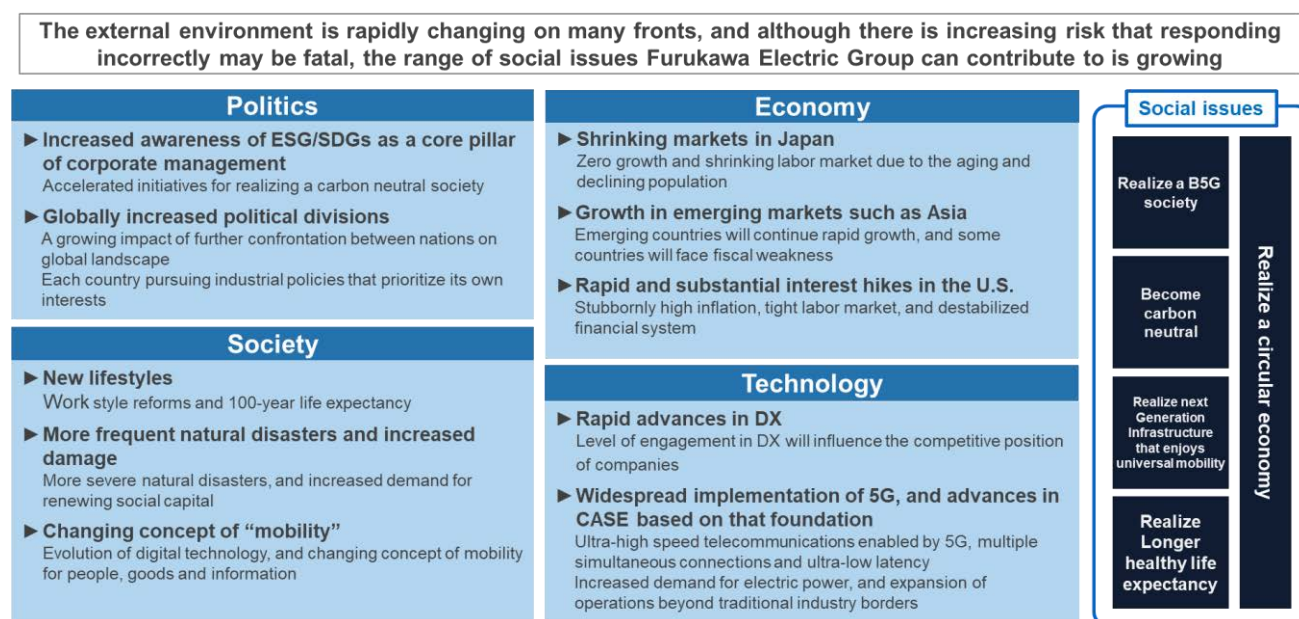 The external environment is rapidly changing on many fronts, and although there is increasing risk that responding
incorrectly may be fatal, the range of social issues Furukawa Electric Group can contribute to is growing
Politics
►Increased awareness of ESG/SDGs as a core pillar
of corporate management
Accelerated initiatives for realizing a carbon neutral society
►Globally increased political divisions
A growing impact of further confrontation between nations on
global landscape
Each country pursuing industrial policies that prioritize its own
interests
Society
►New lifestyles
Work style reforms and 100-year life expectancy
►More frequent natural disasters and increased
damage
More severe natural disasters, and increased demand for
renewing social capital
►Changing concept of “mobility”
Evolution of digital technology, and changing concept of mobility
for people, goods and information
Economy
►Shrinking markets in Japan
Zero growth and shrinking labor market due to the aging and
declining population
►Growth in emerging markets such as Asia
Emerging countries will continue rapid growth, and some
countries will face fiscal weakness
►Rapid and substantial interest hikes in the U.S.
Stubbornly high inflation, tight labor market, and destabilized
financial system
Technology
►Rapid advances in DX
Level of engagement in DX will influence the competitive position
of companies
►Widespread implementation of 5G, and advances in
CASE based on that foundation
Ultra-high speed telecommunications enabled by 5G, multiple
simultaneous connections and ultra-low latency
Increased demand for electric power, and expansion of
operations beyond traditional industry borders
Social issues
Realize a B5G
society
Become
carbon
neutral
Realize next
Generation
Infrastructure
that enjoys
universal mobility
Realize
Longer
healthy life
expectancy
Realize a circular economy